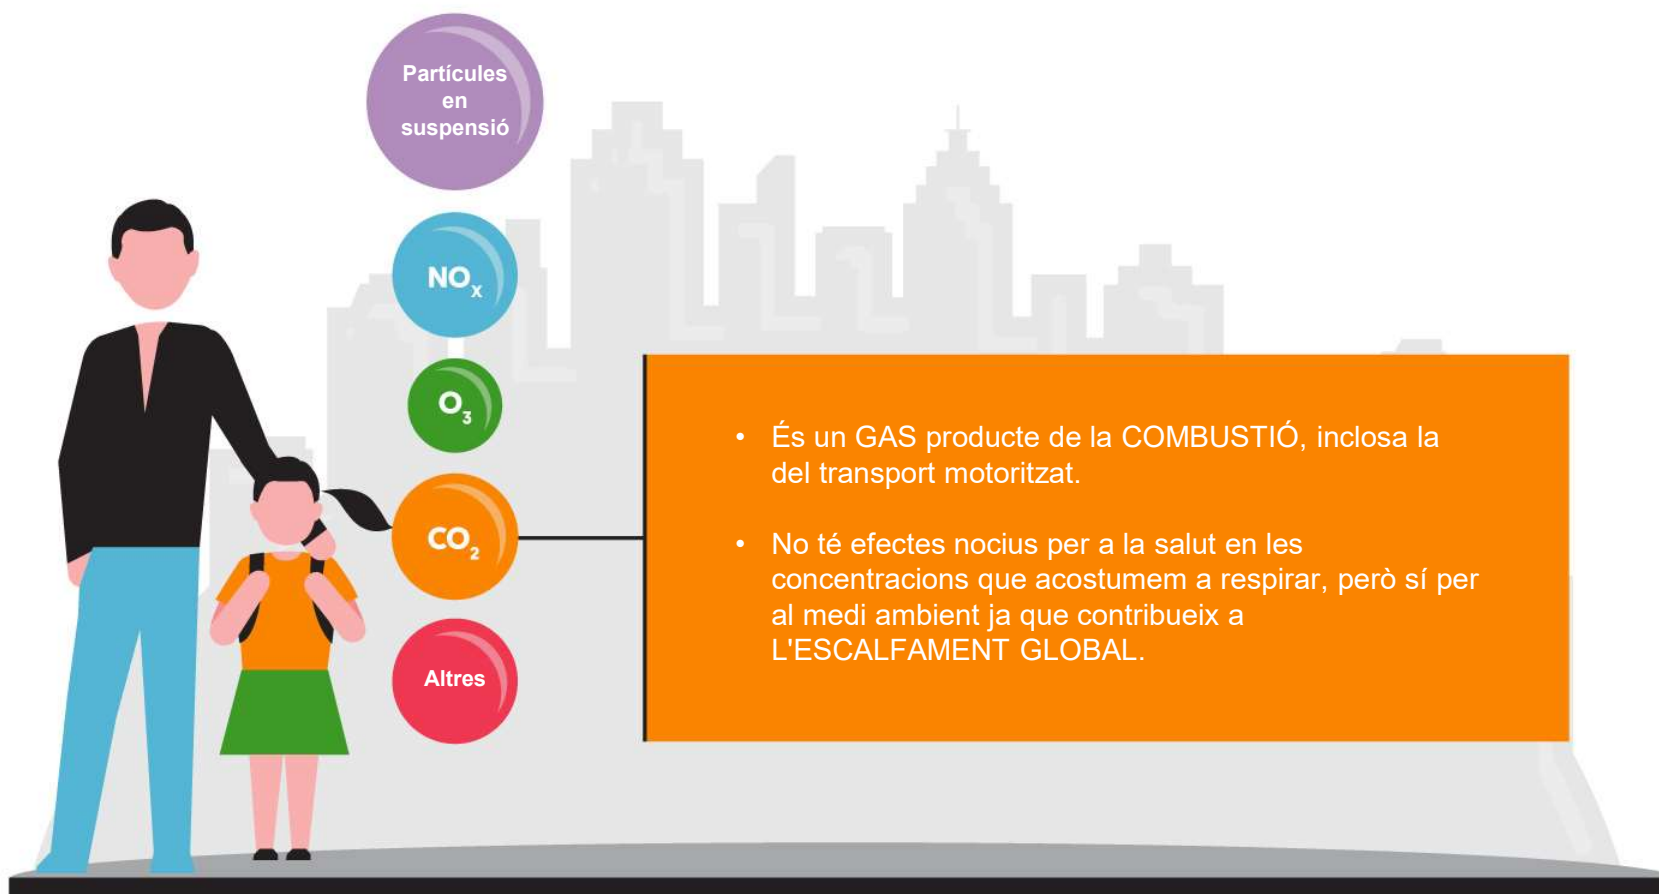 Partícules
en
suspensió
NOx
O3
CO2
Altres
• És un GAS producte de la COMBUSTIÓ, inclosa la
del transport motoritzat.
• No té efectes nocius per a la salut en les
concentracions que acostumem a respirar, però sí per
al medi ambient ja que contribueix a
L'ESCALFAMENT GLOBAL.